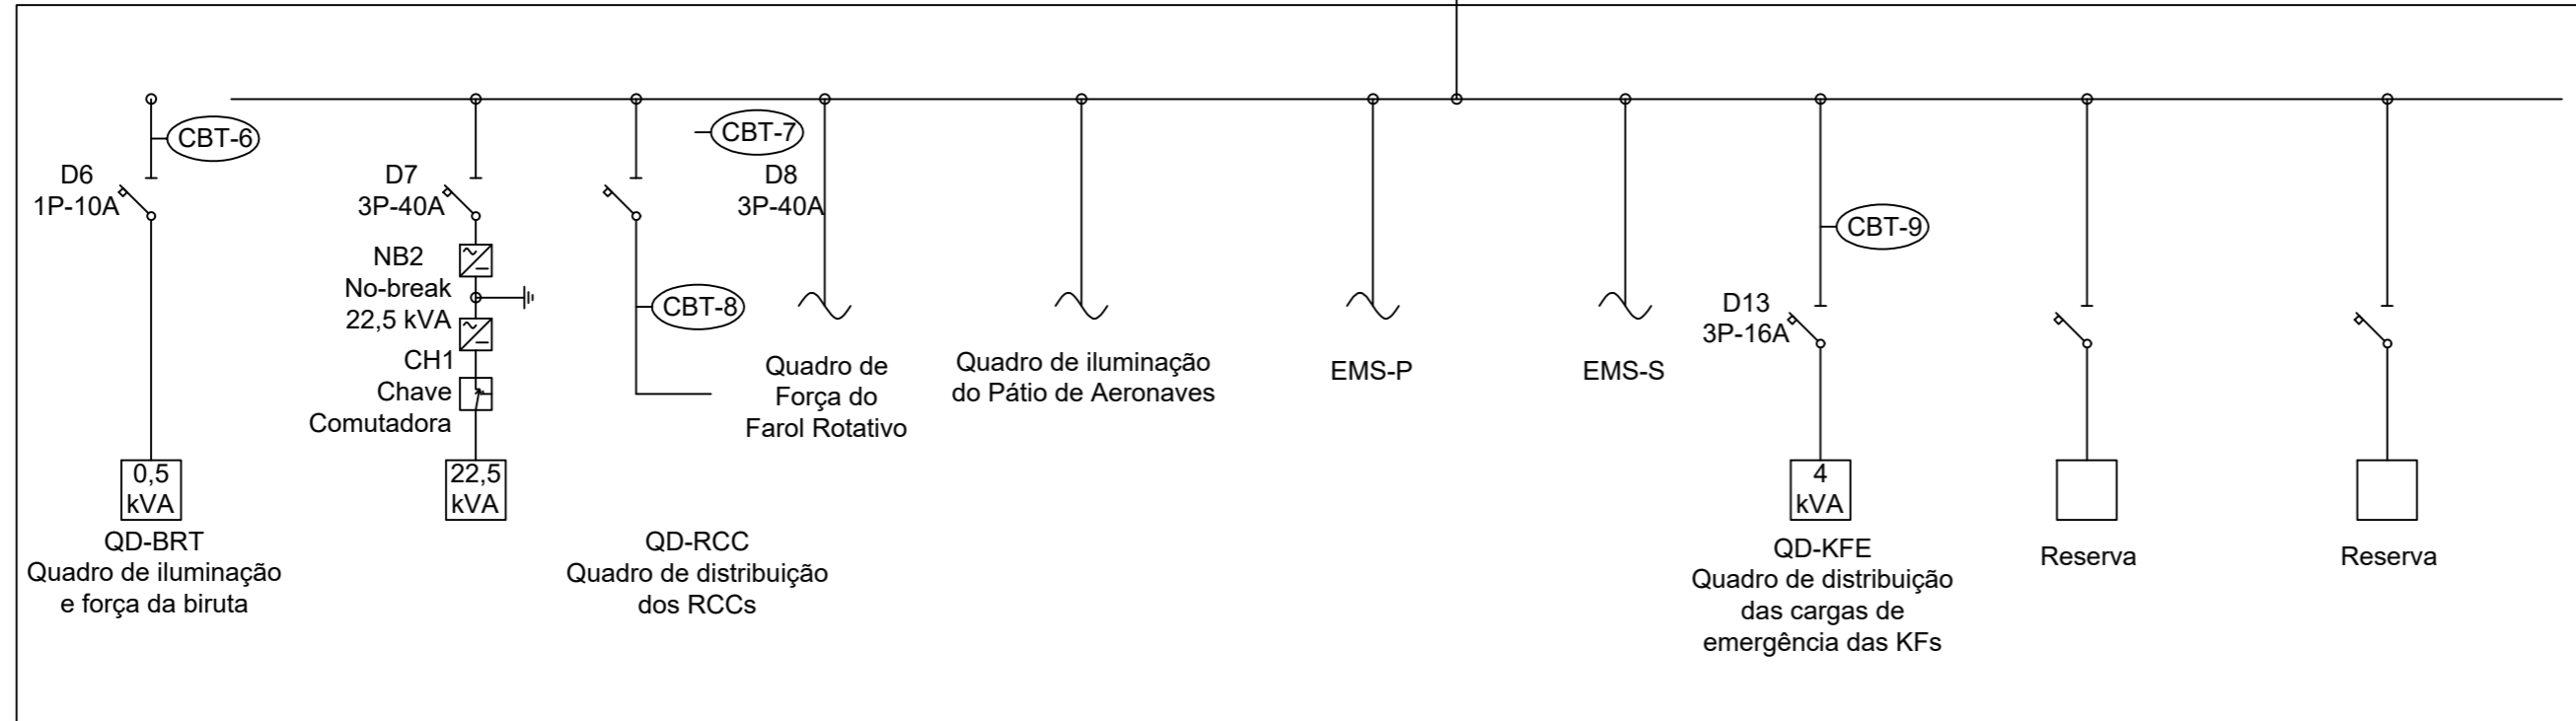 CBT-6
D6
1P-10A
0,5
kVA
QD-BRT
Quadro de iluminação
e força da biruta
D7
3P-40A
NB2
No-break
22,5 kVA
CH1
Chave
Comutadora
22,5
kVA
CBT-7
D8
3P-40A
CBT-8
QD-RCC
Quadro de distribuição
dos RCCs
Quadro de
Força do
Farol Rotativo
Quadro de iluminação
do Pátio de Aeronaves
EMS-P
EMS-S
CBT-9
D13
3P-16A
4
kVA
QD-KFE
Quadro de distribuição
das cargas de
emergência das KFs
Reserva
Reserva